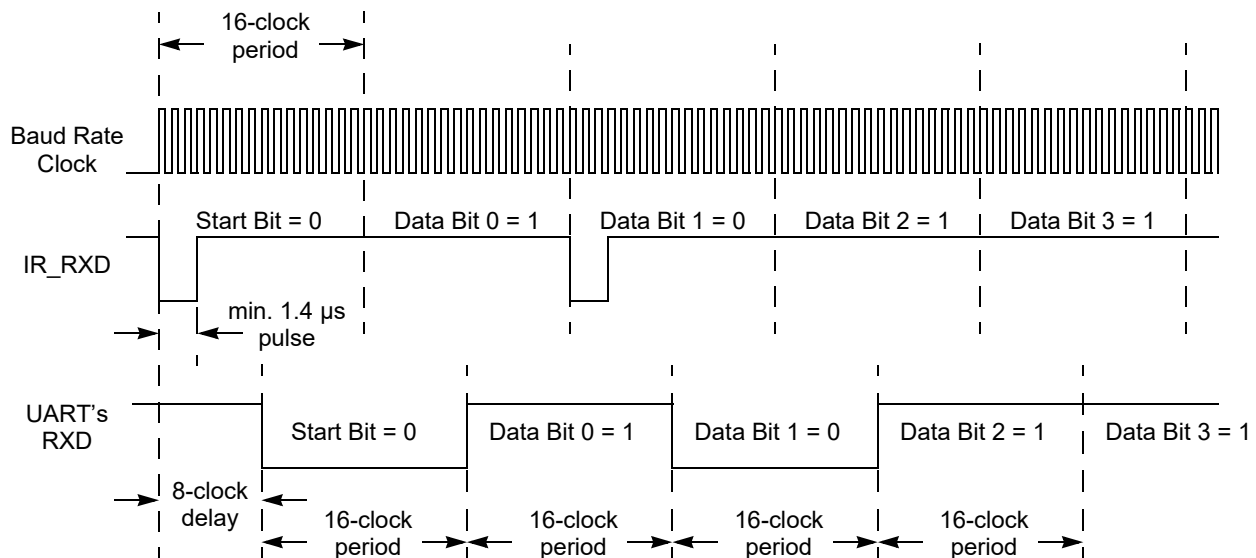 16-clock
period
Baud Rate
Clock
Start Bit = 0
Data Bit 0 = 1
Data Bit 1 = 0
Data Bit 2 = 1
Data Bit 3 = 1
IR_RXD
min. 1.4 µs
pulse
UART's
RXD
Start Bit = 0
Data Bit 0 = 1
Data Bit 1 = 0
Data Bit 2 = 1
Data Bit 3 = 1
8-clock
delay
16-clock
period
16-clock
period
16-clock
period
16-clock
period